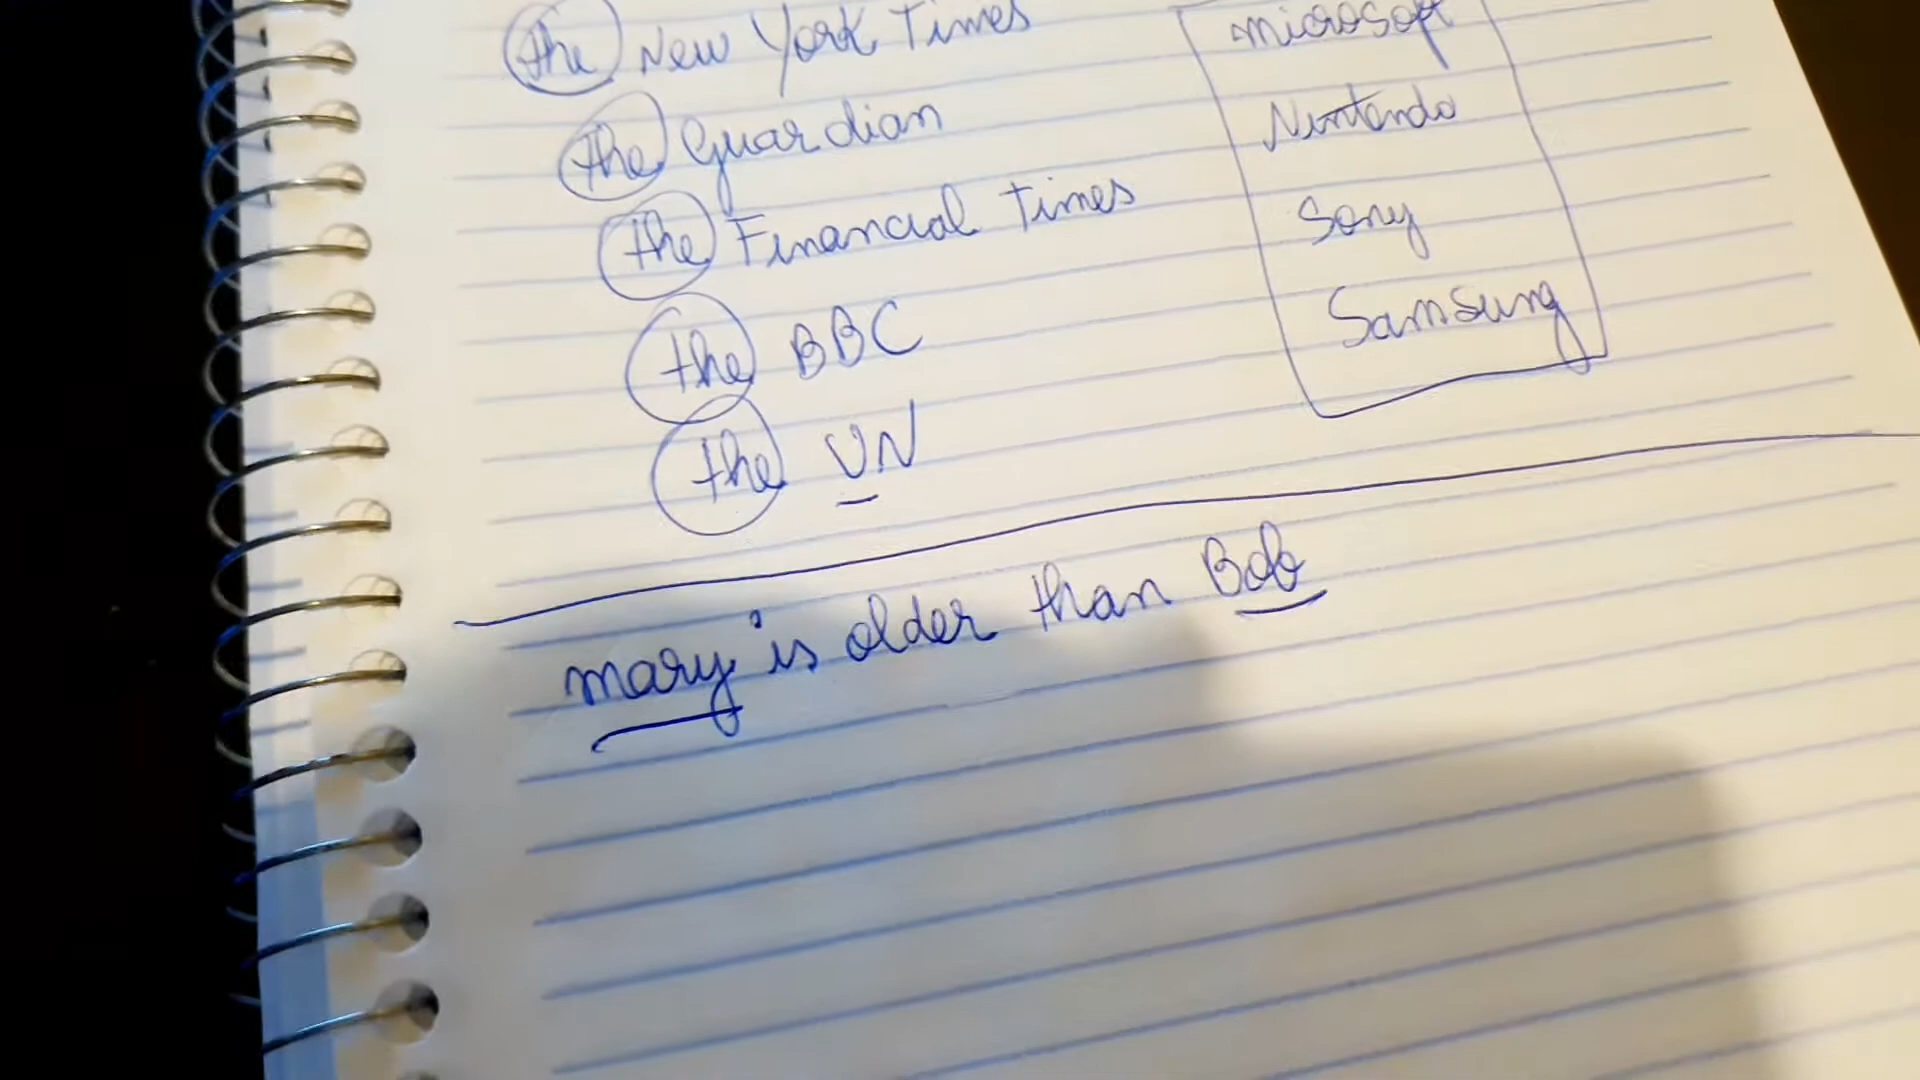 the New York Times
the Guardian
the Financial Times
the BBC
the UN
microsoft
Nintendo
Sony
Samsung
mary is older than Bob